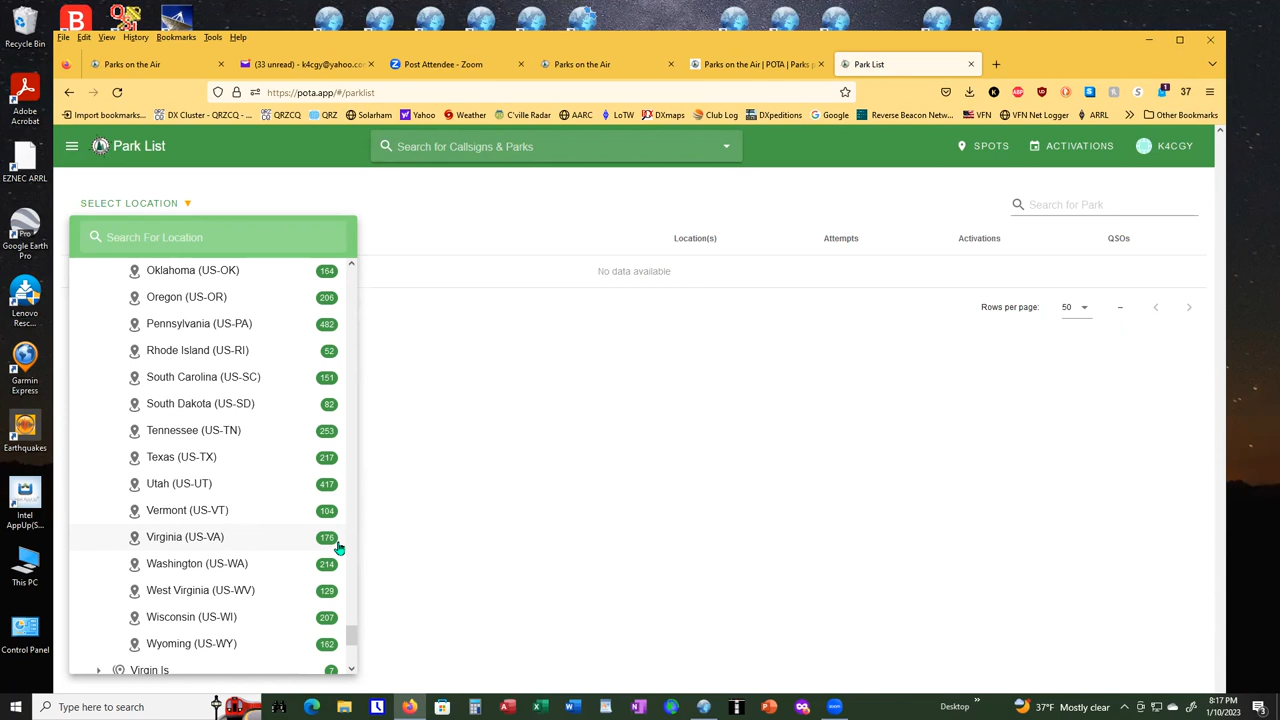 Recycle Bin
File Edit View History Bookmarks Tools Help
Parks on the Air × (33 unread) - k4cgy@yahoo.co × Post Attendee - Zoom × Parks on the Air × Parks on the Air | POTA | Parks × Park List × +
https://pota.app/#/parklist 37
Import bookmarks... DX Cluster - QRZCQ - ... QRZCQ QRZ Solarham Yahoo Weather C'ville Radar AARC LoTW DXmaps Club Log DXpeditions Google Reverse Beacon Netw... VFN VFN Net Logger ARRL Other Bookmarks
Adobe Acrobat
Park List Search for Callsigns & Parks SPOTS ACTIVATIONS K4CGY
EZNEC ARRL
SELECT LOCATION Search for Park
Search For Location
Location(s) Attempts Activations QSOs
Google Earth Pro
No data available
Rows per page: 50 –
Oklahoma (US-OK) 164
Oregon (US-OR) 206
Pennsylvania (US-PA) 482
Rhode Island (US-RI) 52
South Carolina (US-SC) 151
South Dakota (US-SD) 82
Tennessee (US-TN) 253
Texas (US-TX) 217
Utah (US-UT) 417
Vermont (US-VT) 104
Virginia (US-VA) 176
Washington (US-WA) 214
West Virginia (US-WV) 129
Wisconsin (US-WI) 207
Wyoming (US-WY) 162
Virgin Is 7
Lenovo Resc...
Garmin Express
Earthquakes
Intel AppUp(S...
This PC
Control Panel
Type here to search
Desktop
37°F Mostly clear
8:17 PM
1/10/2023